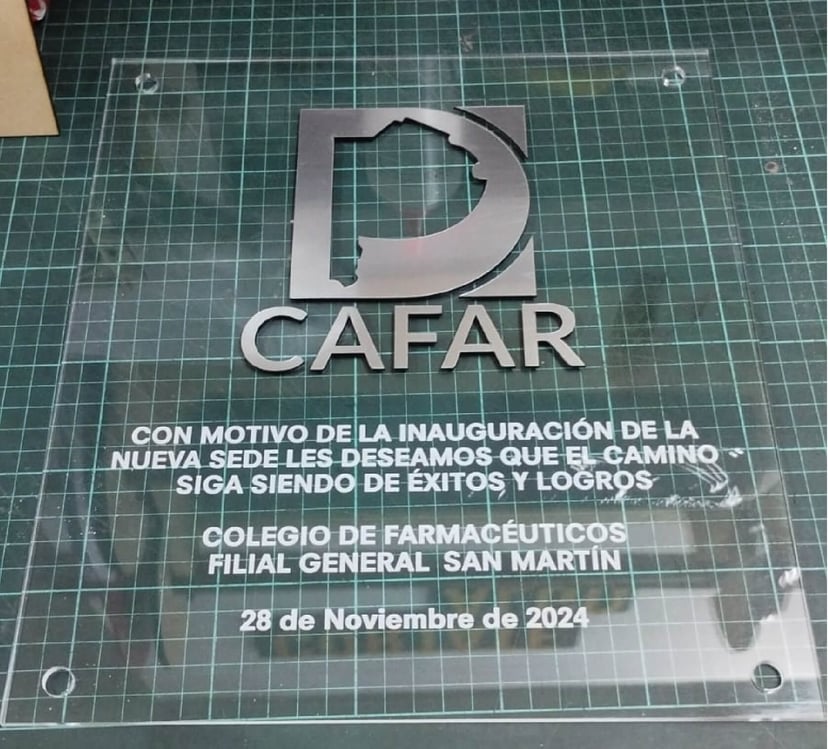 CAFAR
CON MOTIVO DE LA INAUGURACIÓN DE LA
NUEVA SEDE LES DESEAMOS QUE EL CAMINO
SIGA SIENDO DE ÉXITOS Y LOGROS
COLEGIO DE FARMACÉUTICOS
FILIAL GENERAL SAN MARTÍN
28 de Noviembre de 2024